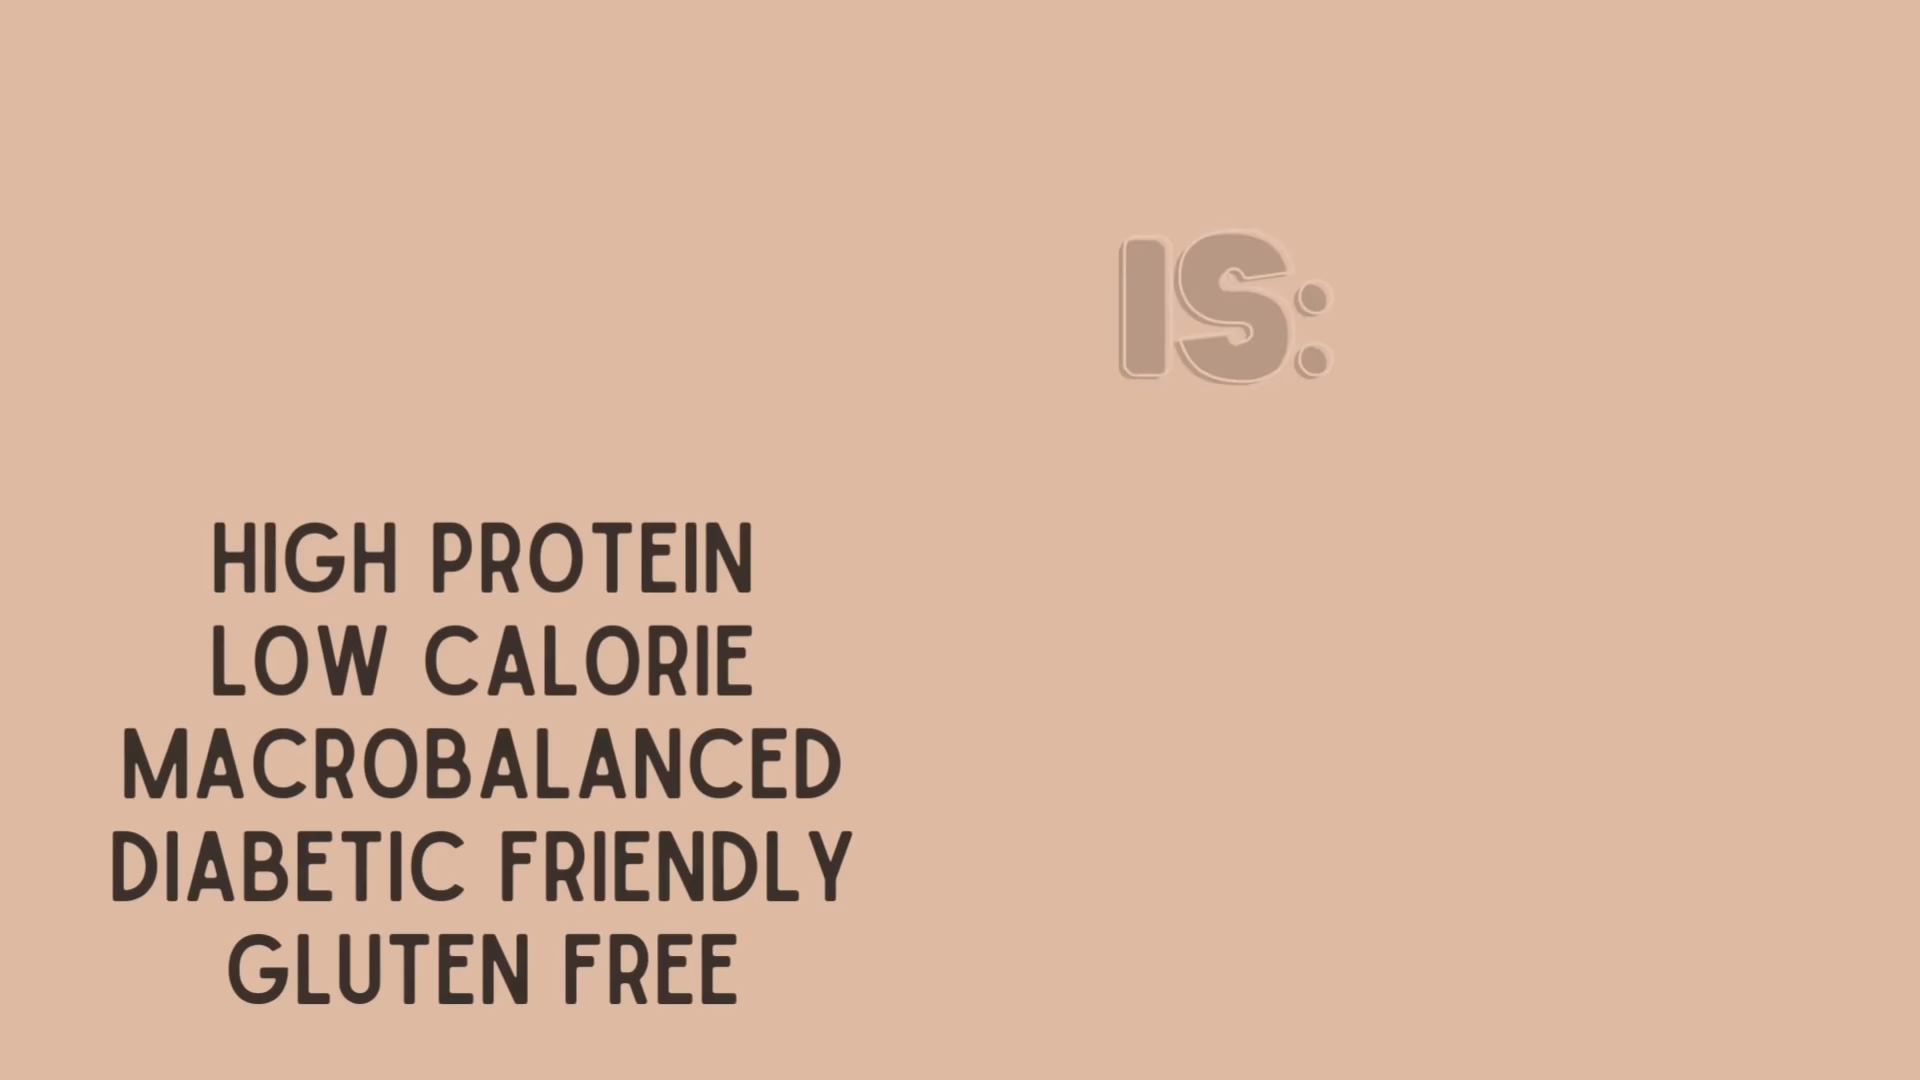 IS:
HIGH PROTEIN
LOW CALORIE
MACROBALANCED
DIABETIC FRIENDLY
GLUTEN FREE